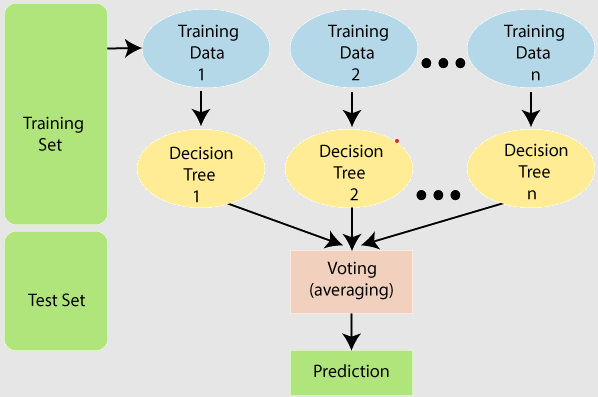 Training
Set
Training
Data
1
Training
Data
2
Training
Data
n
Decision
Tree
1
Decision
Tree
2
Decision
Tree
n
Test Set
Voting
(averaging)
Prediction